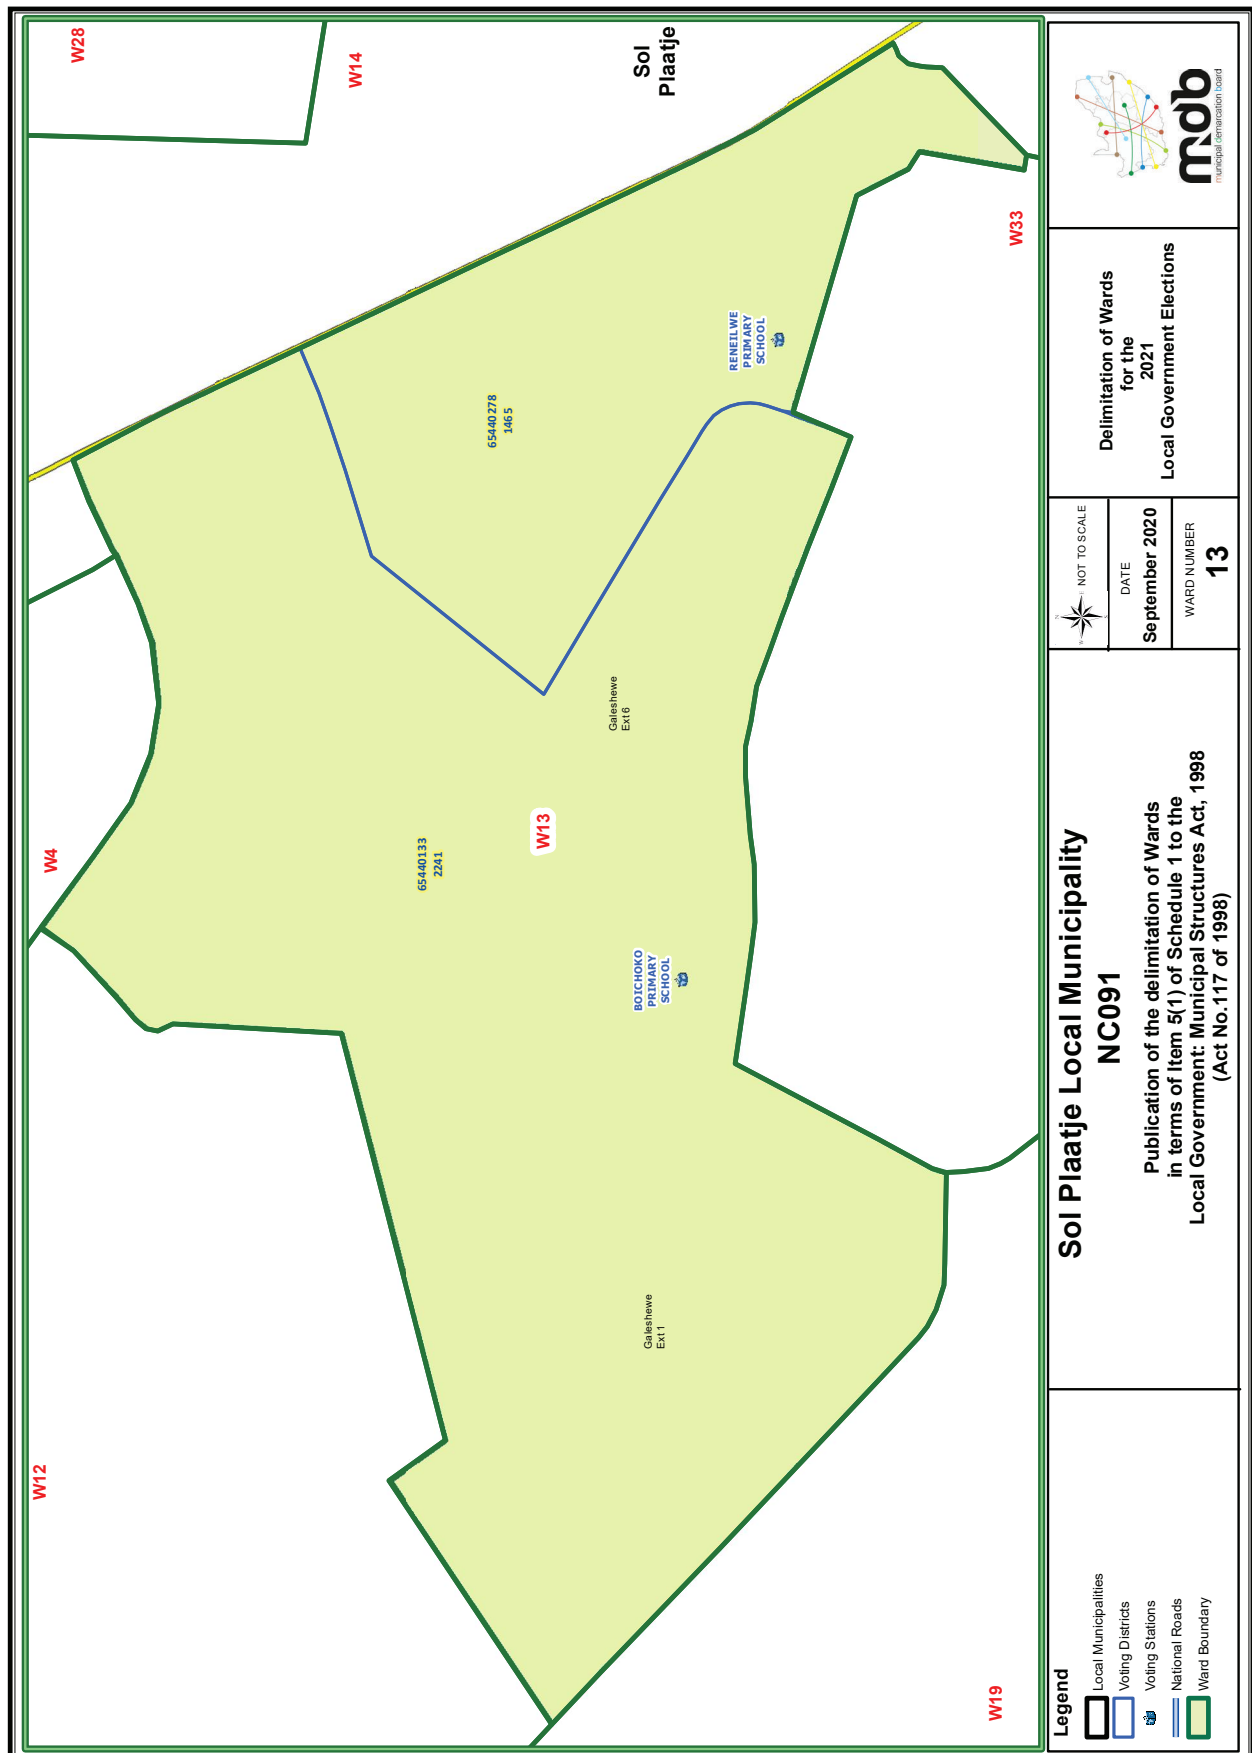 W28
W14
Sol
Plaatje
W4
W12
W33
W19
W13
65440278
1465
65440133
2241
RENEILWE
PRIMARY
SCHOOL
BOICHOKO
PRIMARY
SCHOOL
Galeshewe
Ext 6
Galeshewe
Ext 1
Legend
Local Municipalities
Voting Districts
Voting Stations
National Roads
Ward Boundary
Sol Plaatje Local Municipality
NC091
Publication of the delimitation of Wards
in terms of Item 5(1) of Schedule 1 to the
Local Government: Municipal Structures Act, 1998
(Act No.117 of 1998)
N
W
E
S
NOT TO SCALE
DATE
September 2020
WARD NUMBER
13
Delimitation of Wards
for the
2021
Local Government Elections
mdb
municipal demarcation board